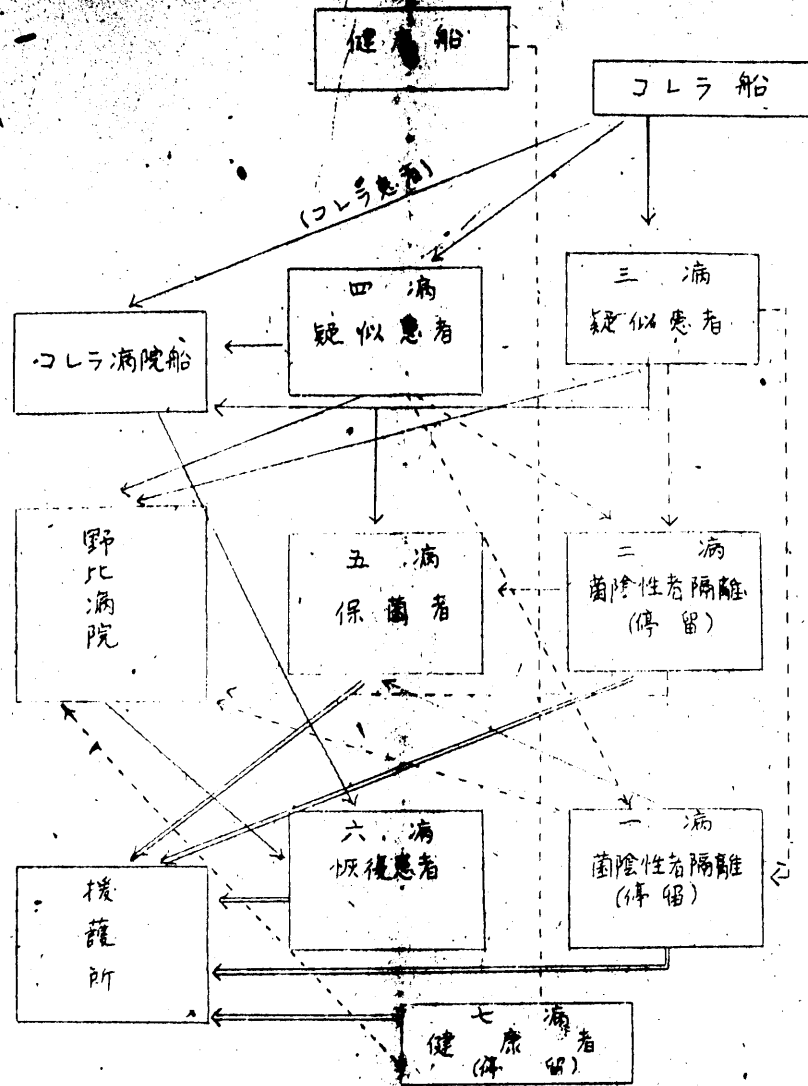 健康船
コレラ船
(コレラ患者)
四病
疑似患者
三病
疑似患者
コレラ病院船
野比病院
五病
保菌者
二病
菌陰性者隔離
(停留)
六病
恢復患者
一病
菌陰性者隔離
(停留)
援護所
七病
健康者
(停留)